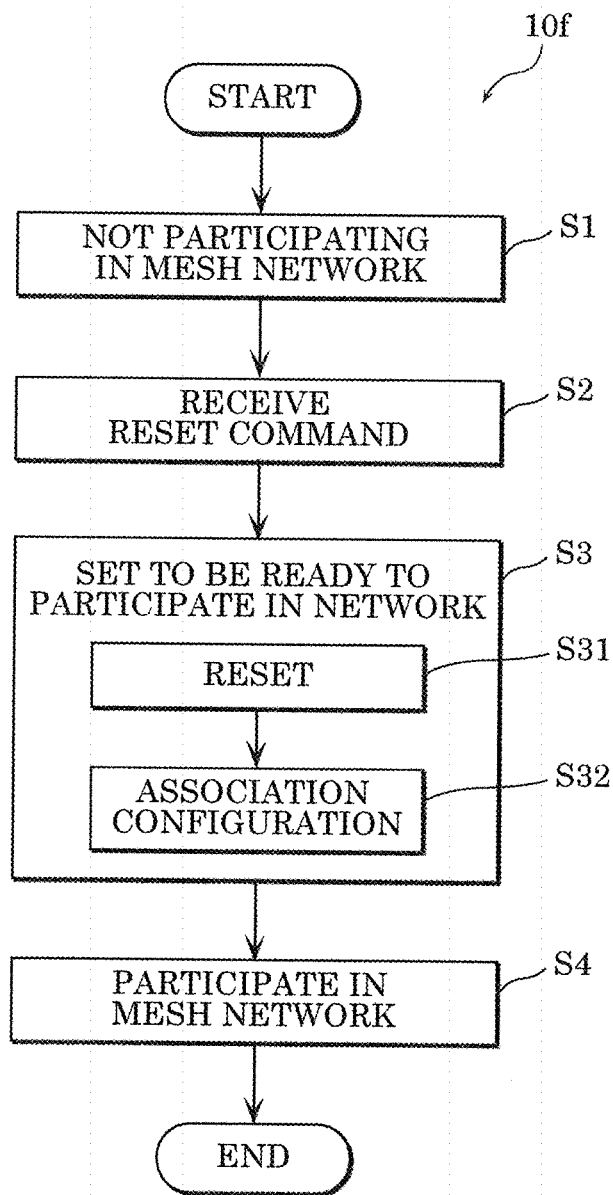 10f
START
NOT PARTICIPATING
IN MESH NETWORK
S1
RECEIVE
RESET COMMAND
S2
SET TO BE READY TO
PARTICIPATE IN NETWORK
S3
RESET
S31
ASSOCIATION
CONFIGURATION
S32
PARTICIPATE IN
MESH NETWORK
S4
END